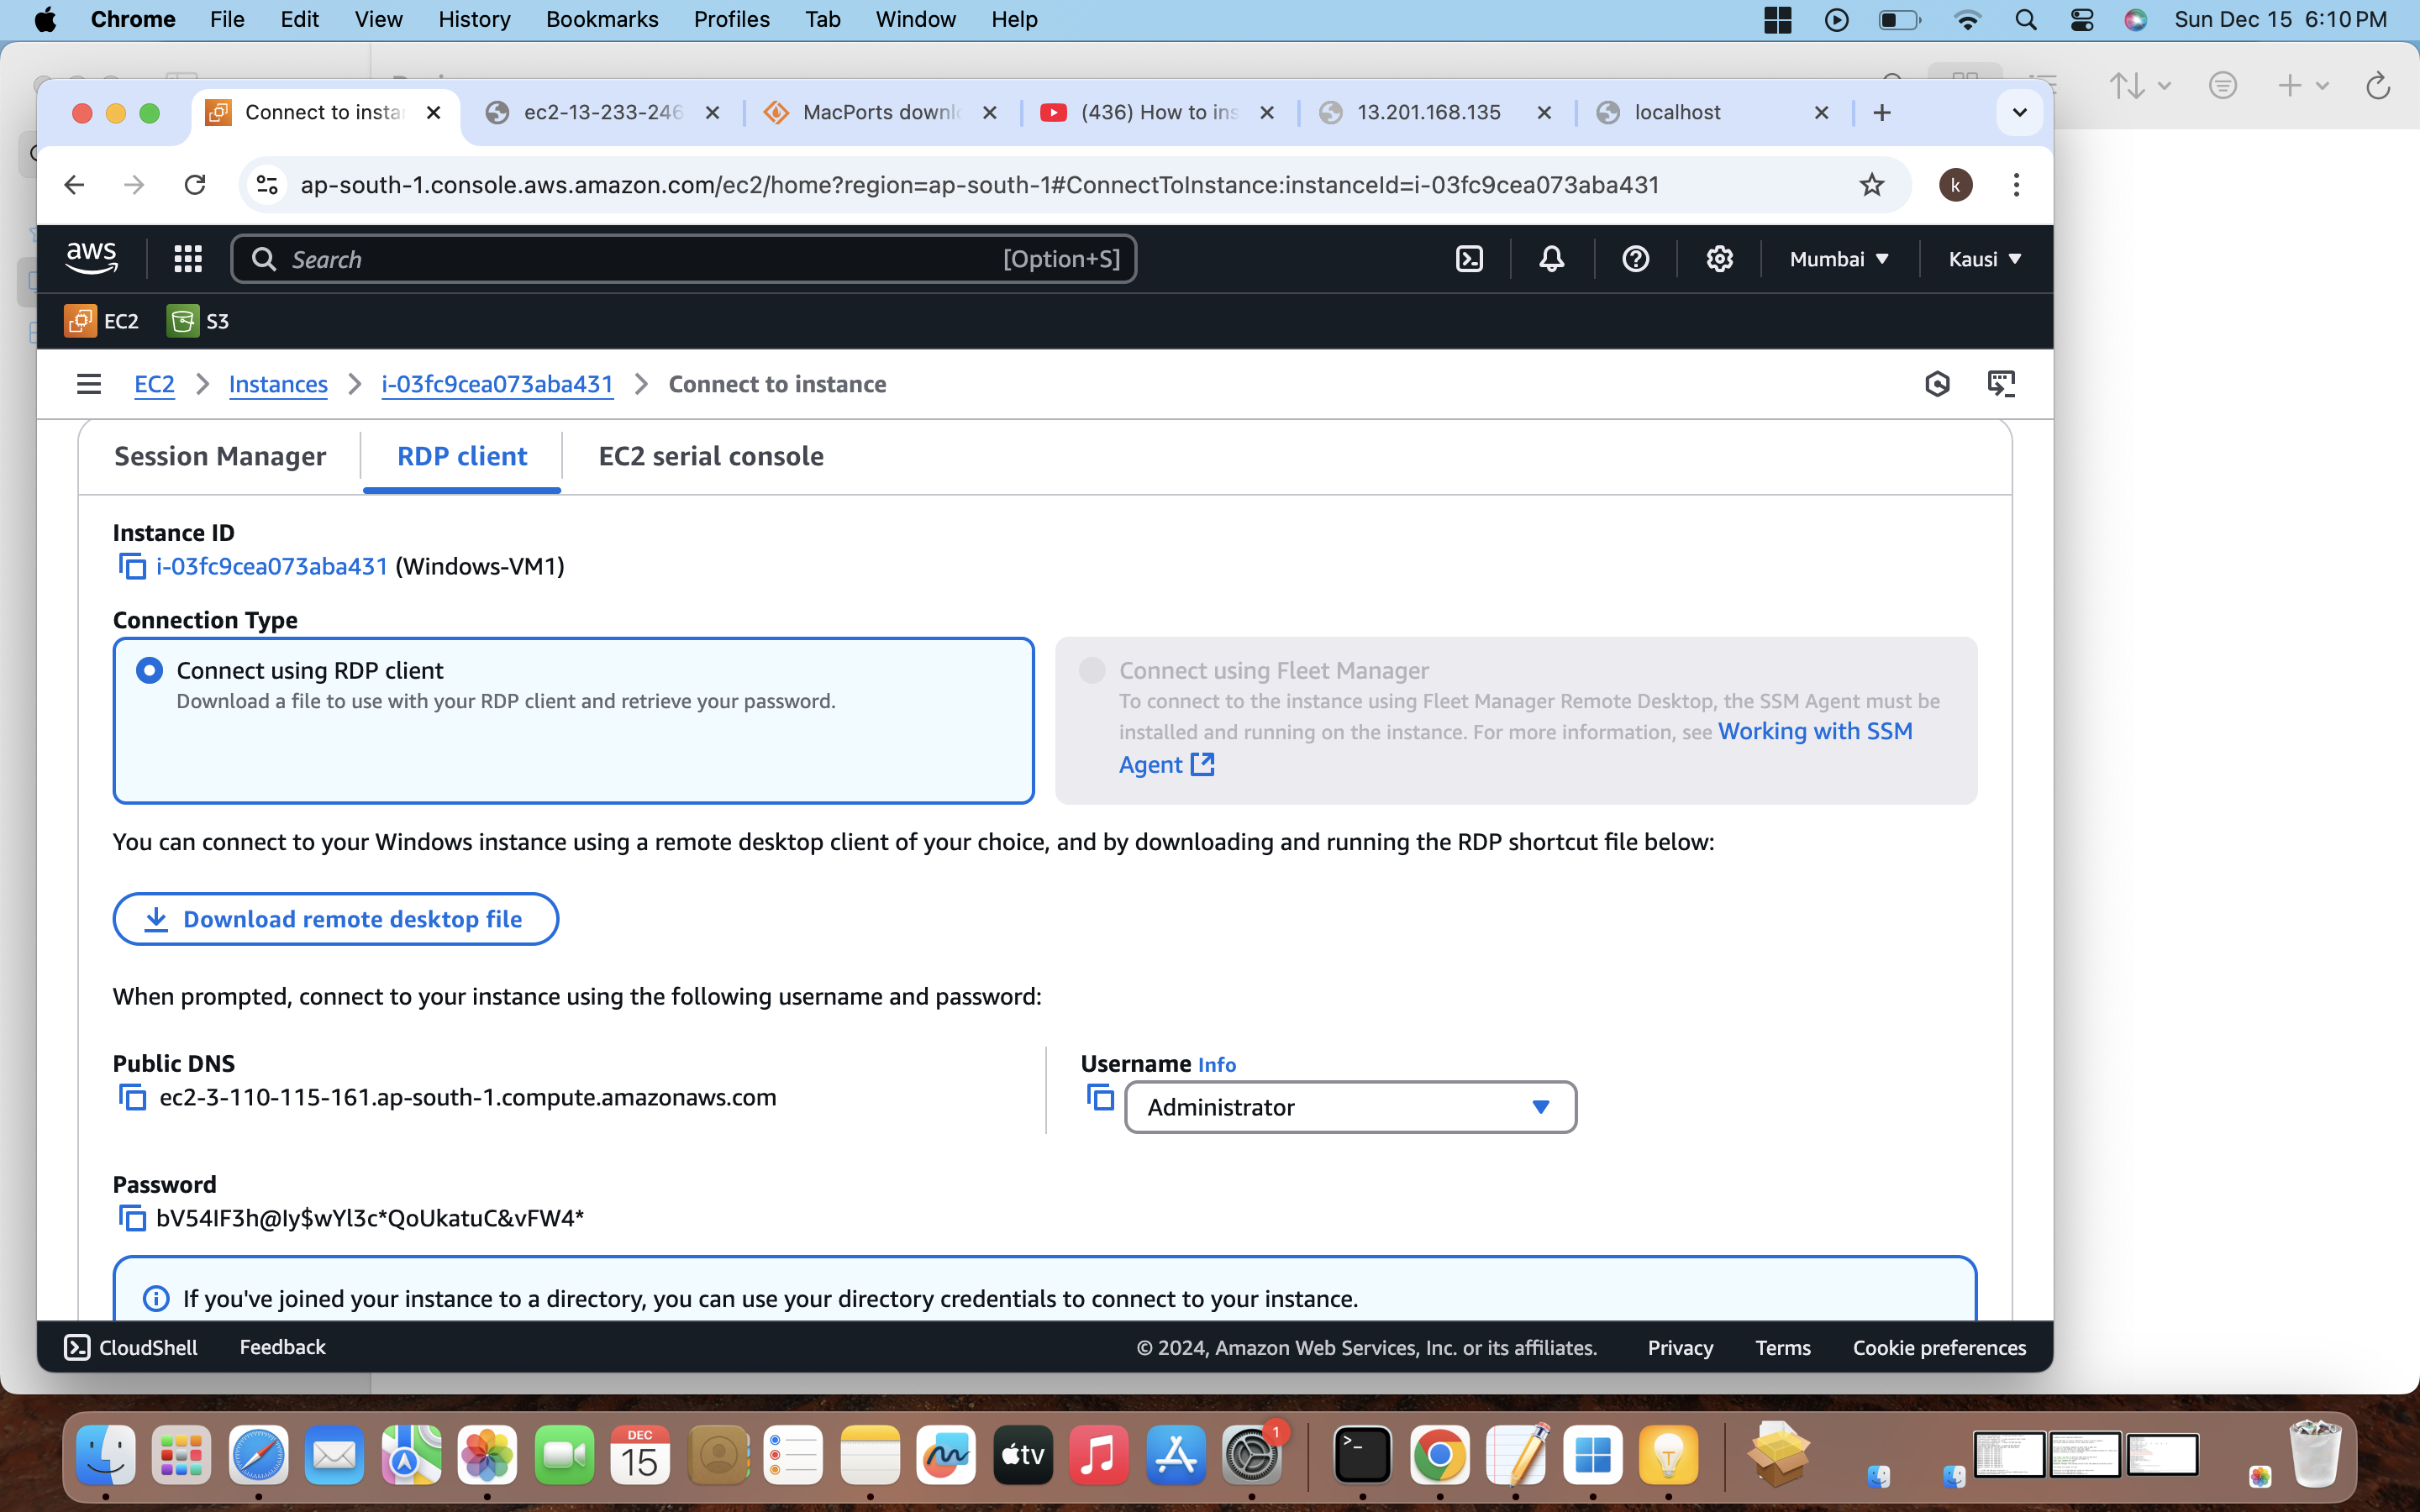 Chrome File Edit View History Bookmarks Profiles Tab Window Help Sun Dec 15 6:10 PM
Connect to insta ec2-13-233-246 MacPorts downl (436) How to ins 13.201.168.135 localhost
ap-south-1.console.aws.amazon.com/ec2/home?region=ap-south-1#ConnectToInstance:instanceId=i-03fc9cea073aba431 k
aws Search [Option+S] Mumbai Kausi
EC2 S3
EC2 Instances i-03fc9cea073aba431 Connect to instance
Session Manager RDP client EC2 serial console
Instance ID
i-03fc9cea073aba431 (Windows-VM1)
Connection Type
Connect using RDP client
Download a file to use with your RDP client and retrieve your password.
Connect using Fleet Manager
To connect to the instance using Fleet Manager Remote Desktop, the SSM Agent must be
installed and running on the instance. For more information, see Working with SSM
Agent
You can connect to your Windows instance using a remote desktop client of your choice, and by downloading and running the RDP shortcut file below:
Download remote desktop file
When prompted, connect to your instance using the following username and password:
Public DNS
ec2-3-110-115-161.ap-south-1.compute.amazonaws.com
Username Info
Administrator
Password
bV54IF3h@Iy$wYl3c*QoUkatuC&vFW4*
If you've joined your instance to a directory, you can use your directory credentials to connect to your instance.
CloudShell Feedback © 2024, Amazon Web Services, Inc. or its affiliates. Privacy Terms Cookie preferences
DEC
15
tv
1